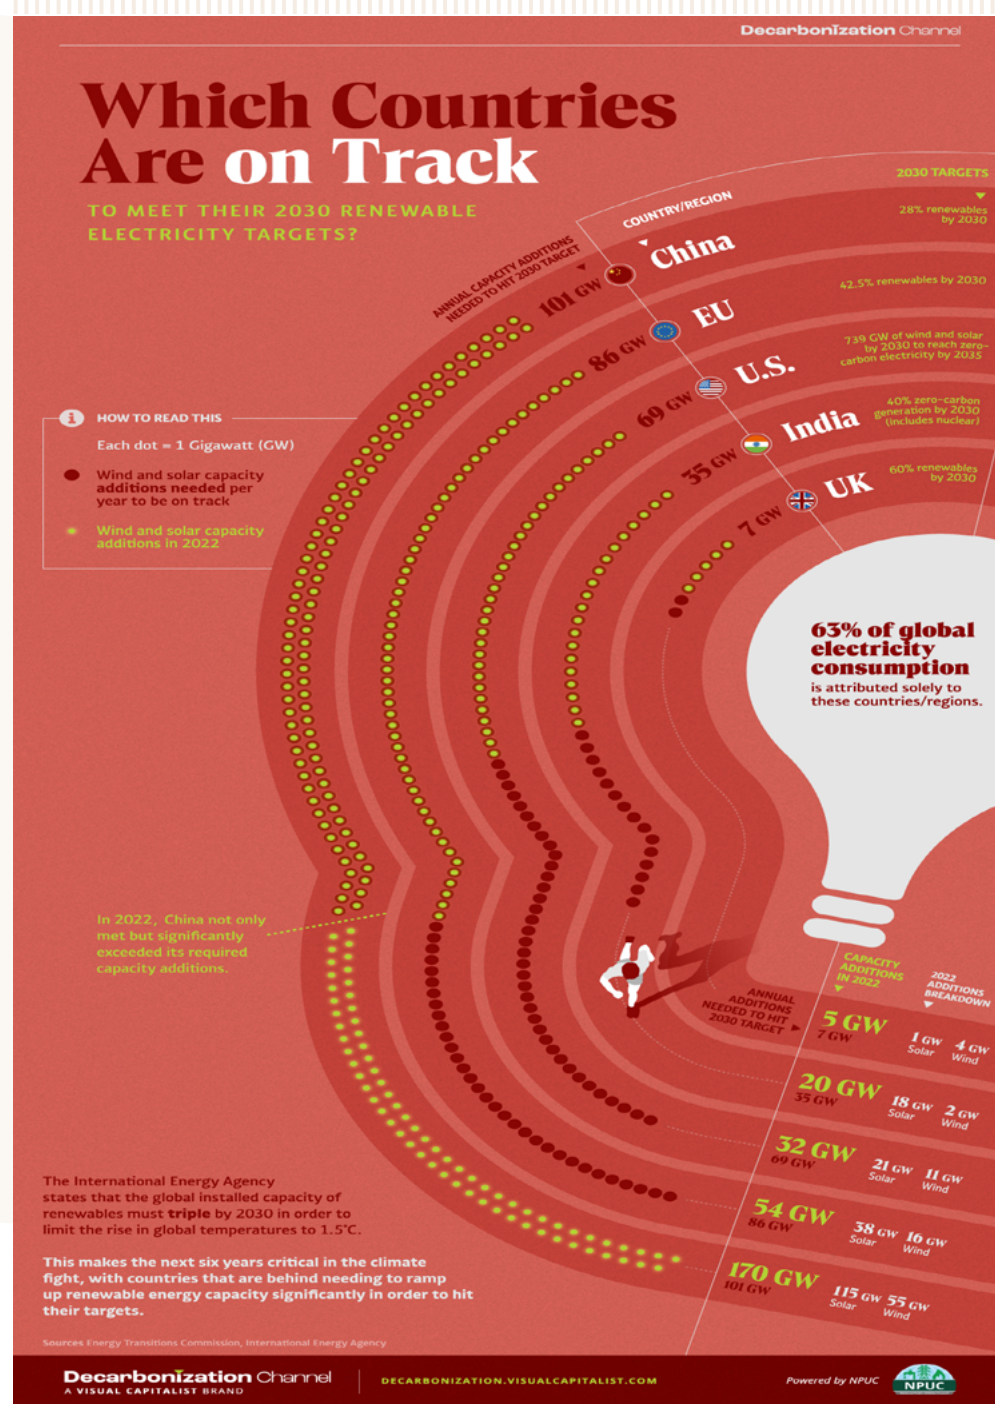 Decarbonization Channel
Which Countries
Are on Track
TO MEET THEIR 2030 RENEWABLE
ELECTRICITY TARGETS?
2030 TARGETS
COUNTRY/REGION
ANNUAL CAPACITY ADDITIONS
NEEDED TO HIT 2030 TARGET
101 GW
China
28% renewables
by 2030
86 GW
EU
42.5% renewables by 2030
69 GW
U.S.
739 GW of wind and solar
by 2030 to reach zero-
carbon electricity by 2035
35 GW
India
40% zero-carbon
generation by 2030
(includes nuclear)
7 GW
UK
60% renewables
by 2030
i HOW TO READ THIS
Each dot = 1 Gigawatt (GW)
Wind and solar capacity
additions needed per
year to be on track
Wind and solar capacity
additions in 2022
63% of global
electricity
consumption
is attributed solely to
these countries/regions.
In 2022, China not only
met but significantly
exceeded its required
capacity additions.
CAPACITY
ADDITIONS
IN 2022
2022
ADDITIONS
BREAKDOWN
ANNUAL
ADDITIONS
NEEDED TO HIT
2030 TARGET
5 GW
7 GW
1 GW
Solar
4 GW
Wind
20 GW
35 GW
18 GW
Solar
2 GW
Wind
32 GW
69 GW
21 GW
Solar
11 GW
Wind
54 GW
86 GW
38 GW
Solar
16 GW
Wind
170 GW
101 GW
115 GW
Solar
55 GW
Wind
The International Energy Agency
states that the global installed capacity of
renewables must triple by 2030 in order to
limit the rise in global temperatures to 1.5°C.
This makes the next six years critical in the climate
fight, with countries that are behind needing to ramp
up renewable energy capacity significantly in order to hit
their targets.
Sources Energy Transitions Commission, International Energy Agency
Decarbonization Channel
A VISUAL CAPITALIST BRAND
DECARBONIZATION.VISUALCAPITALIST.COM
Powered by NPUC
NPUC